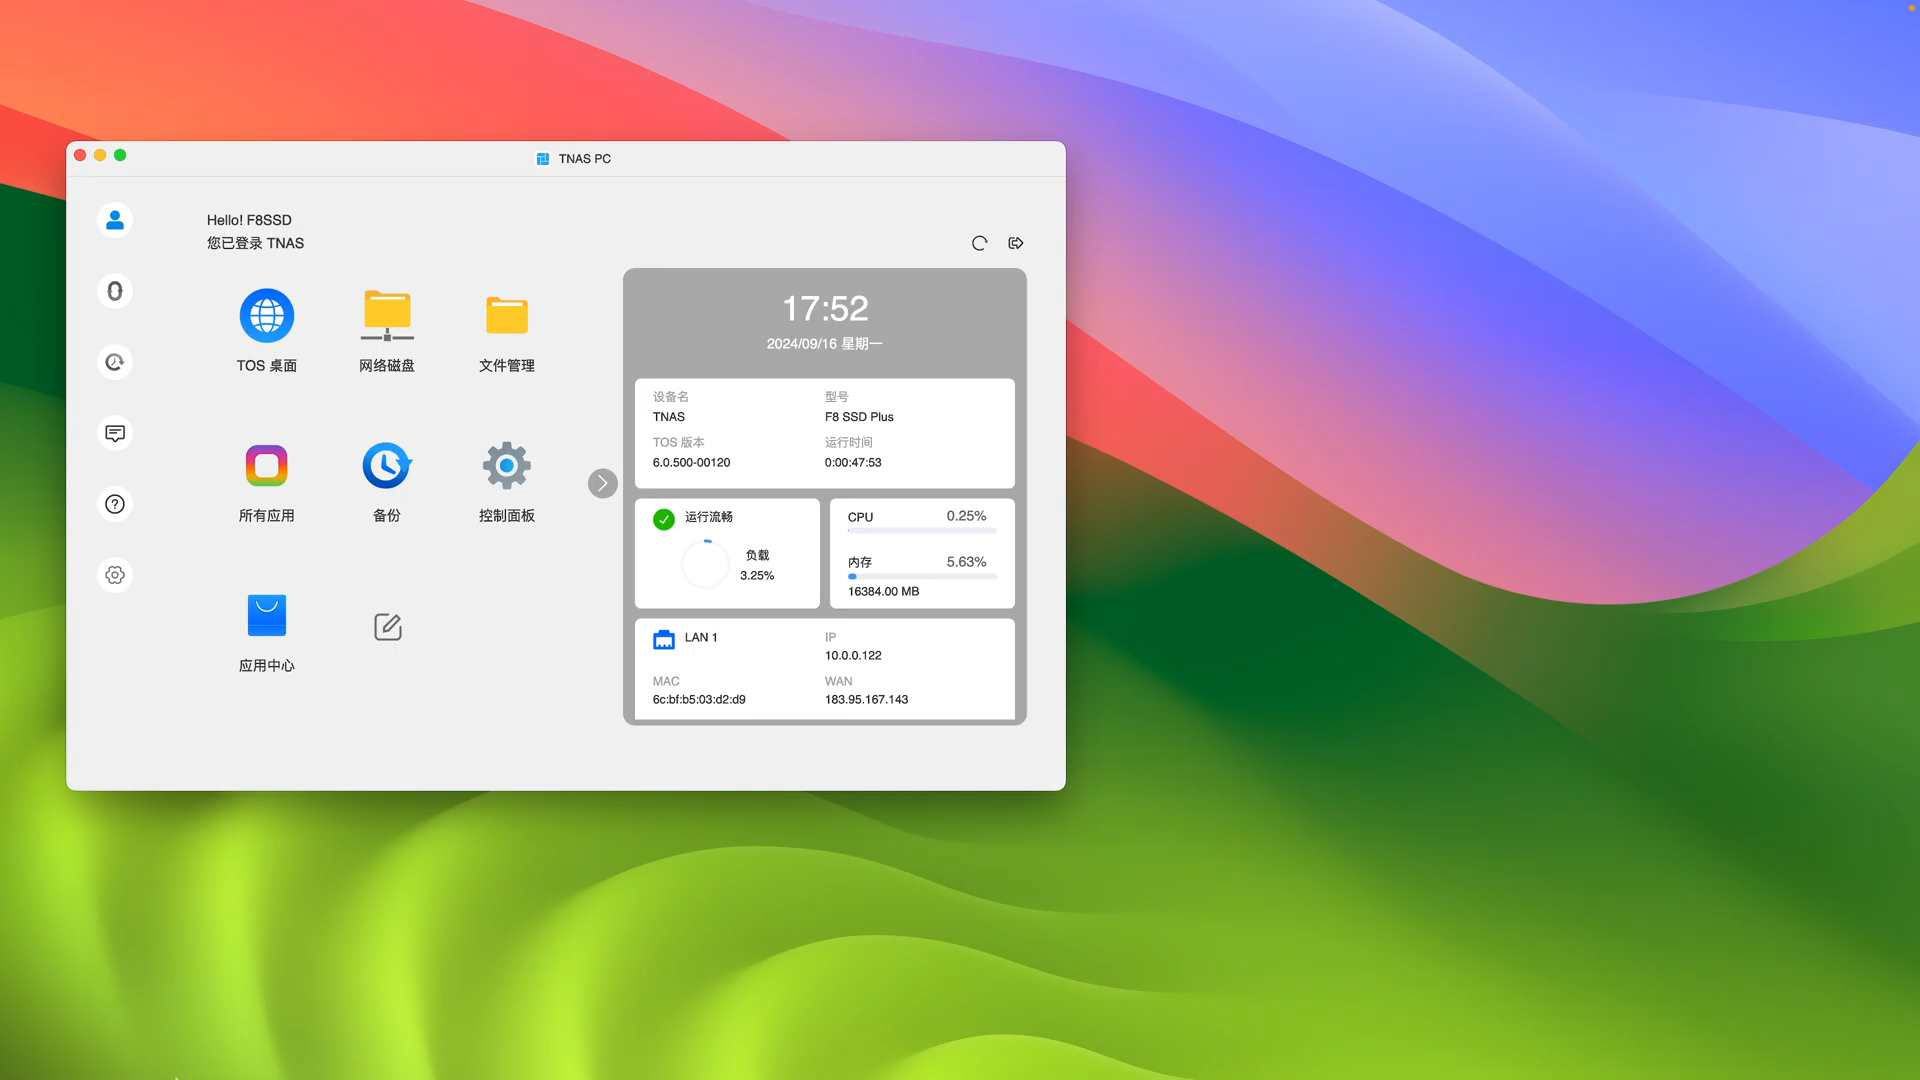 TNAS PC
Hello! F8SSD
您已登录 TNAS
TOS 桌面
网络磁盘
文件管理
所有应用
备份
控制面板
应用中心
17:52
2024/09/16 星期一
设备名
型号
TNAS
F8 SSD Plus
TOS 版本
运行时间
6.0.500-00120
0:00:47:53
运行流畅
负载
3.25%
CPU
0.25%
内存
5.63%
16384.00 MB
LAN 1
IP
10.0.0.122
MAC
WAN
6c:bf:b5:03:d2:d9
183.95.167.143